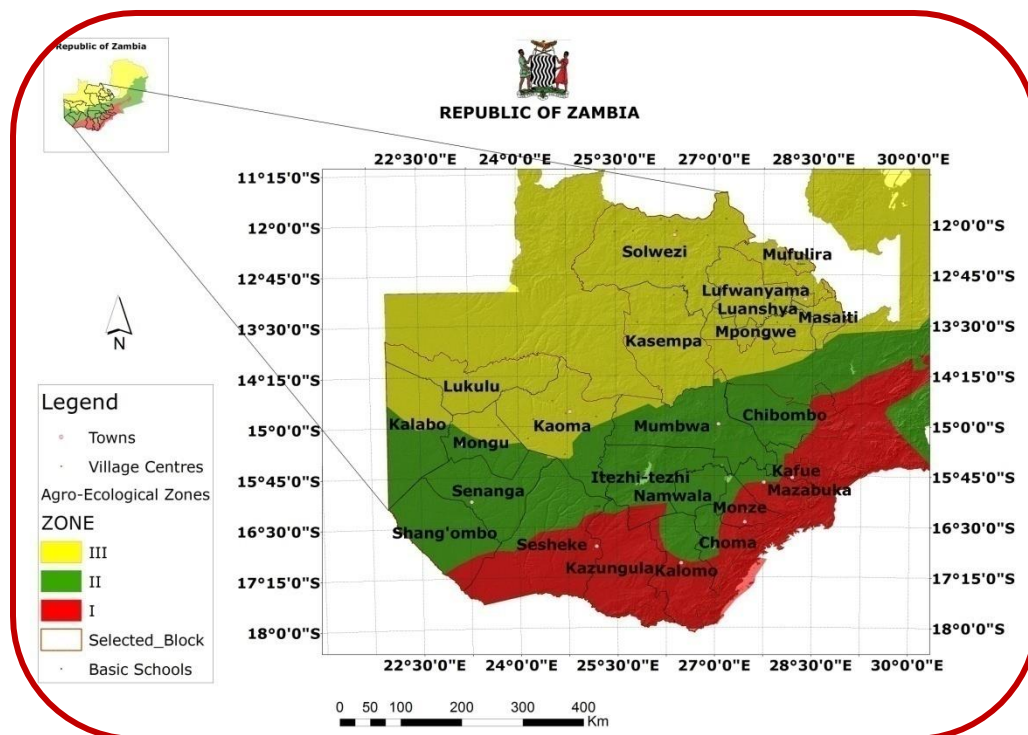 Republic of Zambia
REPUBLIC OF ZAMBIA
22°30'0"E 24°0'0"E 25°30'0"E 27°0'0"E 28°30'0"E 30°0'0"E
11°15'0"S
12°0'0"S 12°0'0"S
Solwezi Mufulira
12°45'0"S 12°45'0"S
Lufwanyama
Luanshya Masaiti
13°30'0"S Mpongwe 13°30'0"S
Kasempa
N
14°15'0"S 14°15'0"S
Lukulu
Kalabo Kaoma Mumbwa Chibombo
15°0'0"S 15°0'0"S
Mongu
Itezhi-tezhi Kafue
15°45'0"S Senanga Namwala Mazabuka 15°45'0"S
Monze
16°30'0"S Shang'ombo 16°30'0"S
Sesheke Choma
Kazungula Kalomo
17°15'0"S 17°15'0"S
18°0'0"S 18°0'0"S
22°30'0"E 24°0'0"E 25°30'0"E 27°0'0"E 28°30'0"E 30°0'0"E
Legend
Towns
Village Centres
Agro-Ecological Zones
ZONE
III
II
I
Selected_Block
Basic Schools
0 50 100 200 300 400
Km